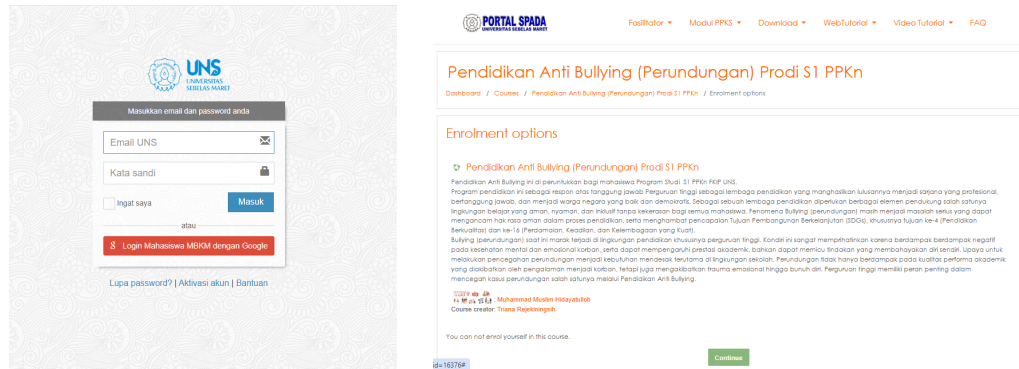 UNS
UNIVERSITAS
SEBELAS MARET
Masukkan email dan password anda
Email UNS
Kata sandi
Ingat saya
Masuk
atau
Login Mahasiswa MBKM dengan Google
Lupa password? | Aktivasi akun | Bantuan
PORTAL SPADA
UNIVERSITAS SEBELAS MARET
Fasilitator Modul PPKS Download WebTutorial Video Tutorial FAQ
Pendidikan Anti Bullying (Perundungan) Prodi S1 PPKn
Dashboard / Courses / Pendidikan Anti Bullying (Perundungan) Prodi S1 PPKn / Enrolment options
Enrolment options
Pendidikan Anti Bullying (Perundungan) Prodi S1 PPKn
Pendidikan Anti Bullying ini di peruntukkan bagi mahasiswa Program Studi S1 PPKn FKIP UNS.
Program pendidikan ini sebagai respon atas tanggung jawab Perguruan tinggi sebagai lembaga pendidikan yang manghasilkan lulusannya menjadi sarjana yang profesional,
bertanggung jawab, dan menjadi warga negara yang baik dan demokratis. Sebagai sebuah lembaga pendidikan diperlukan berbagai elemen pendukung salah satunya
lingkungan belajar yang aman, nyaman, dan inklusif tanpa kekerasan bagi semua mahasiswa. Fenomena Bullying (perundungan) masih menjadi masalah serius yang dapat
mengancam hak rasa aman dalam proses pendidikan, serta menghambat pencapaian Tujuan Pembangunan Berkelanjutan (SDGs), khususnya tujuan ke-4 (Pendidikan
Berkualitas) dan ke-16 (Perdamaian, Keadilan, dan Kelembagaan yang Kuat).
Bullying (perundungan) saat ini marak terjadi di lingkungan pendidikan khususnya perguruan tinggi. Kondiri ini sangat memprihatinkan karena berdampak berdampak negatif
pada kesehatan mental dan emosional korban, serta dapat mempengaruhi prestasi akademik, bahkan dapat memicu tindakan yang membahayakan diri sendiri. Upaya untuk
melakukan pencegahan perundungan menjadi kebutuhan mendesak terutama di lingkungan sekolah. Perundungan tidak hanya berdampak pada kualitas performa akademik
yang diakibatkan oleh pengalaman menjadi korban, tetapi juga mengakibatkan trauma emosional hingga bunuh diri. Perguruan tinggi memiliki peran penting dalam
mencegah kasus perundungan salah satunya melalui Pendidikan Anti Bullying.
: Muhammad Muslim Hidayatulloh
Course creator: Triana Rejekiningsih.
You can not enrol yourself in this course.
Continue
id=16376#